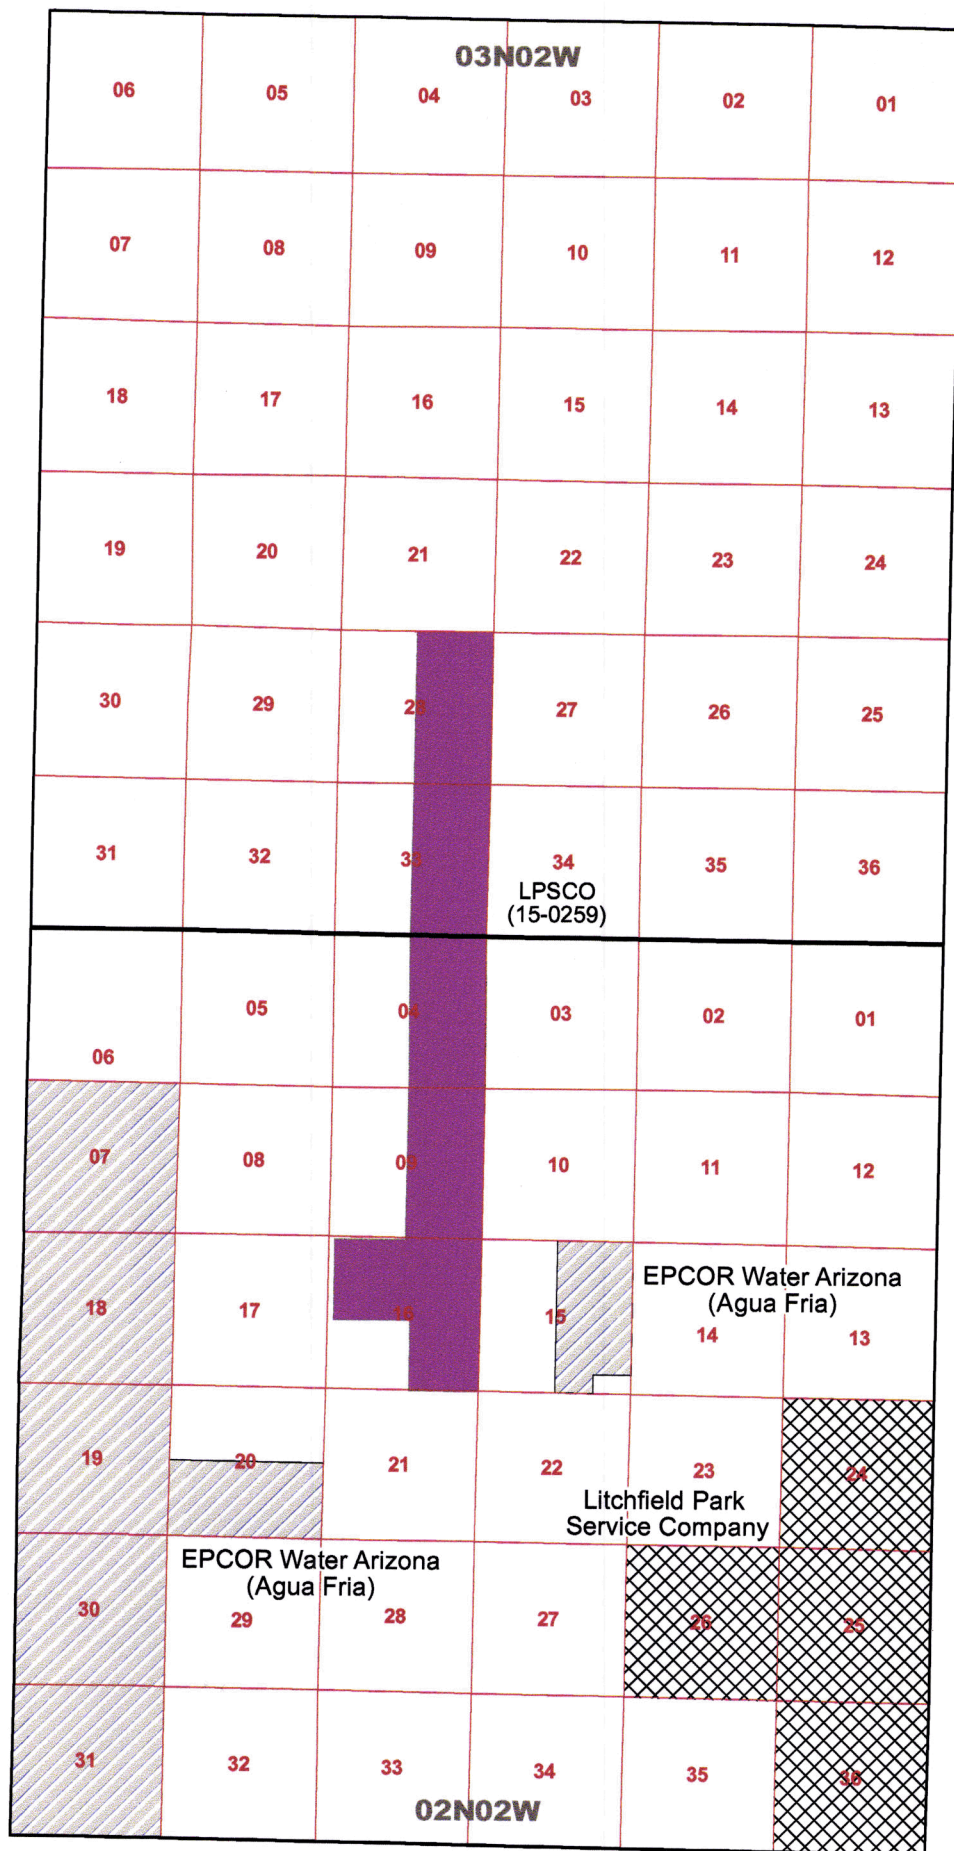 03N02W
06 05 04 03 02 01
07 08 09 10 11 12
18 17 16 15 14 13
19 20 21 22 23 24
30 29 28 27 26 25
31 32 33 34 35 36
LPSCO
(15-0259)
05 04 03 02 01
06
07 08 09 10 11 12
EPCOR Water Arizona
(Agua Fria)
18 17 16 15 14 13
19 20 21 22 23 24
Litchfield Park
Service Company
EPCOR Water Arizona
(Agua Fria)
30 29 28 27 26 25
31 32 33 34 35 36
02N02W